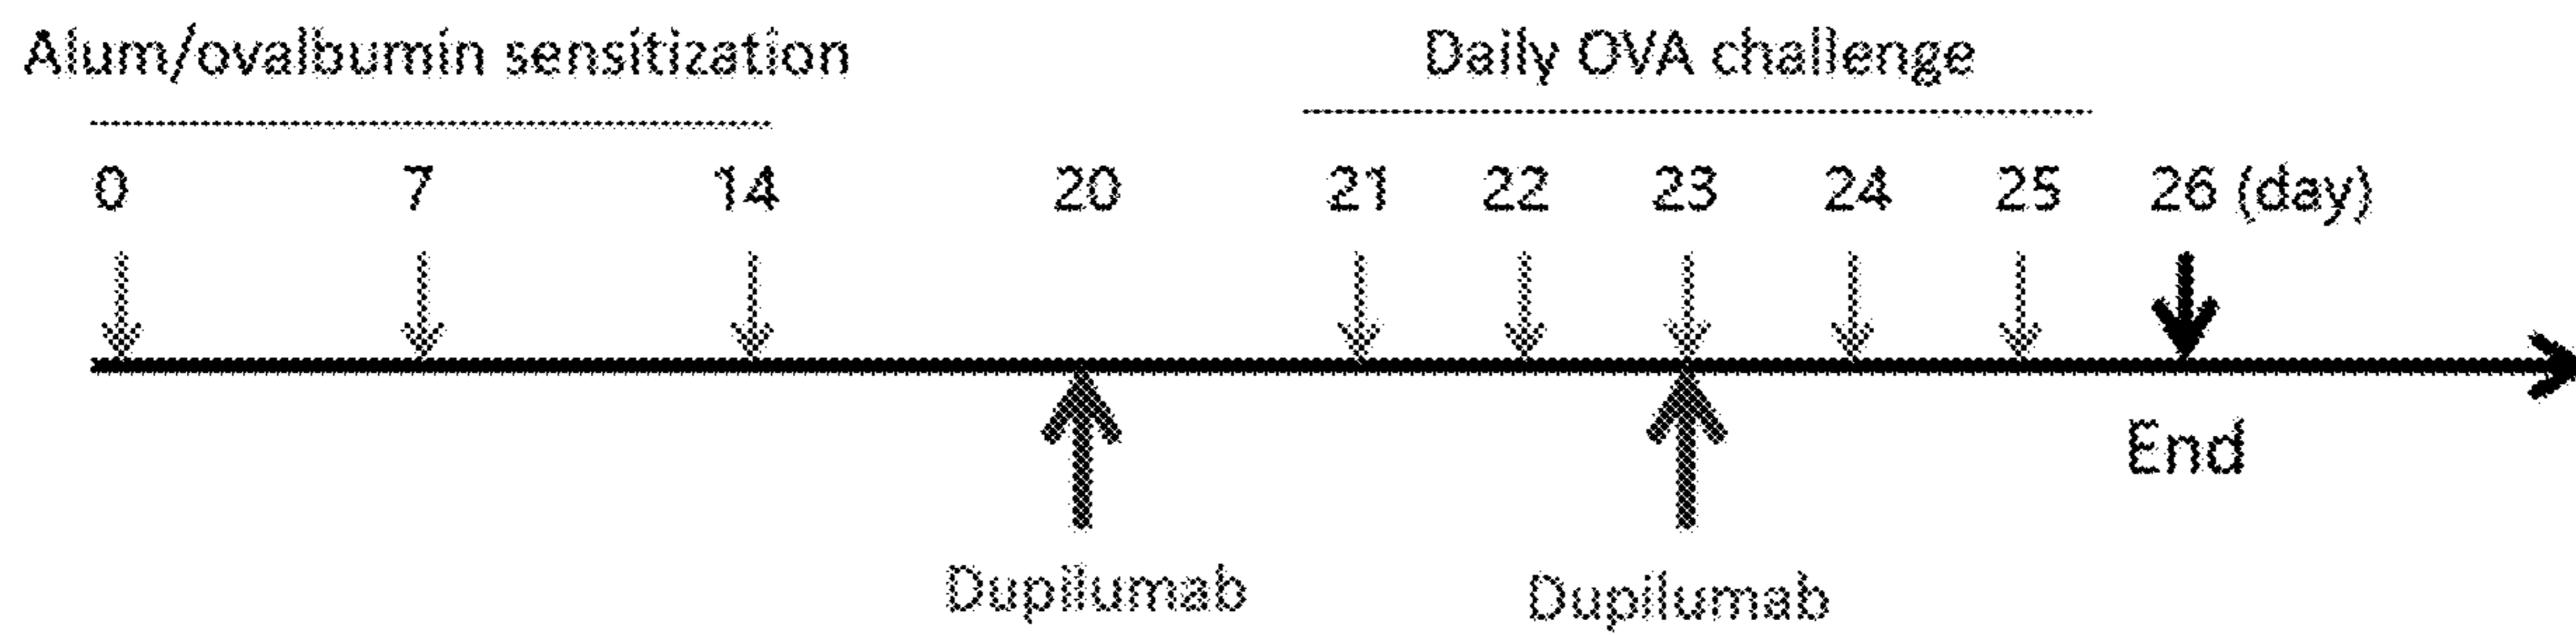 Alum/ovalbumin sensitization
Daily OVA challenge
0 7 14 20 21 22 23 24 25 26 (day)
End
Dupilumab Dupilumab